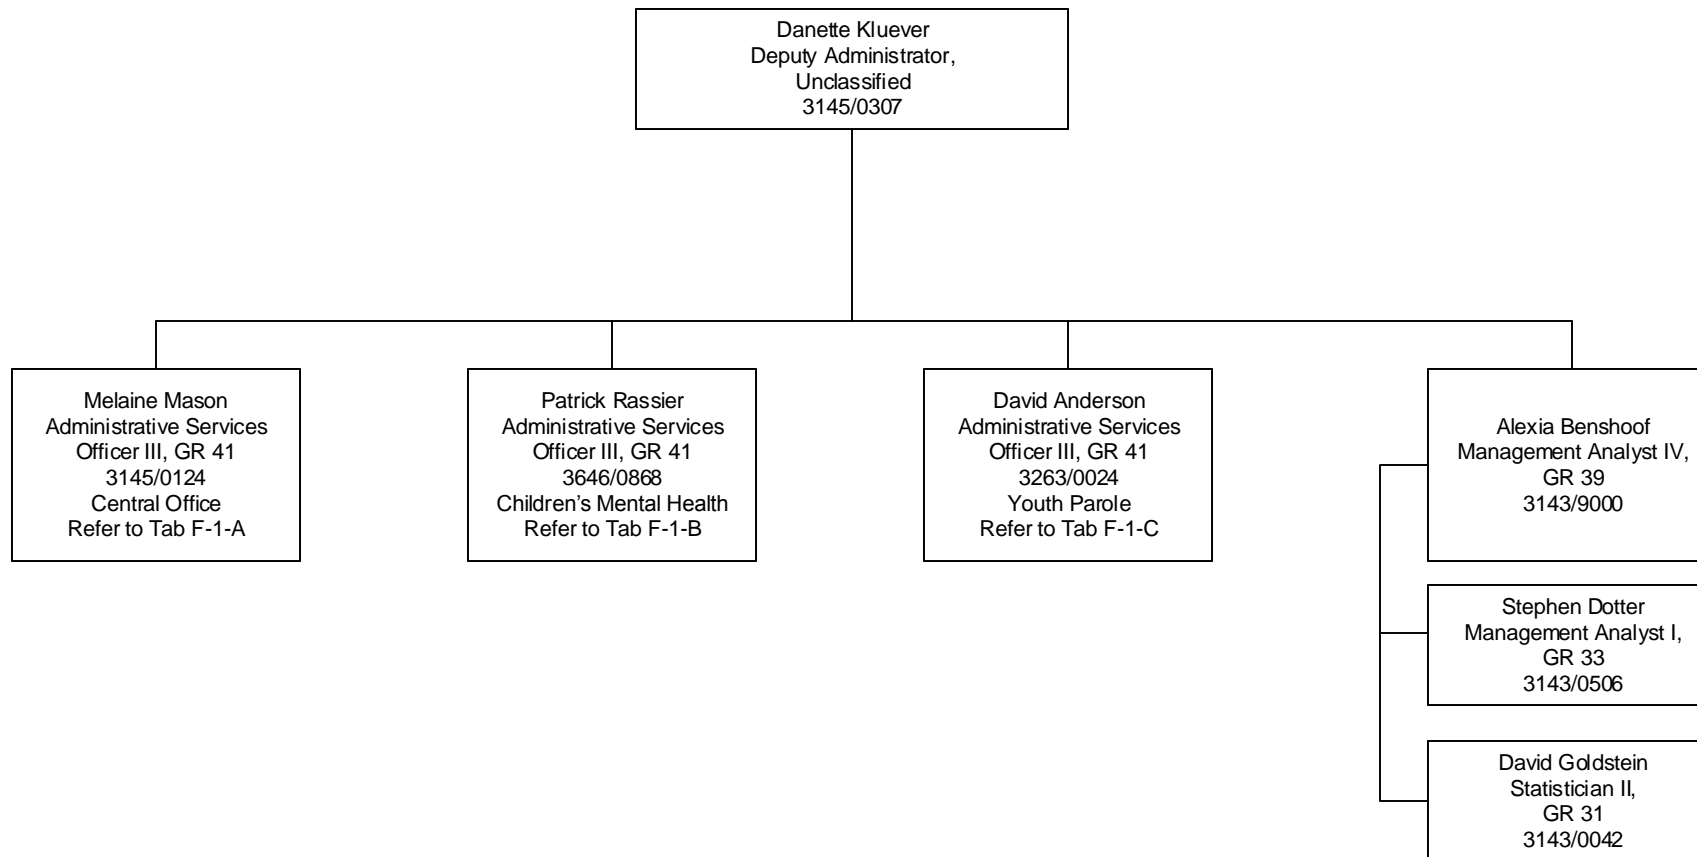 Danette Kluever
Deputy Administrator,
Unclassified
3145/0307
Melaine Mason
Administrative Services
Officer III, GR 41
3145/0124
Central Office
Refer to Tab F-1-A
Patrick Rassier
Administrative Services
Officer III, GR 41
3646/0868
Children’s Mental Health
Refer to Tab F-1-B
David Anderson
Administrative Services
Officer III, GR 41
3263/0024
Youth Parole
Refer to Tab F-1-C
Alexia Benshoof
Management Analyst IV,
GR 39
3143/9000
Stephen Dotter
Management Analyst I,
GR 33
3143/0506
David Goldstein
Statistician II,
GR 31
3143/0042